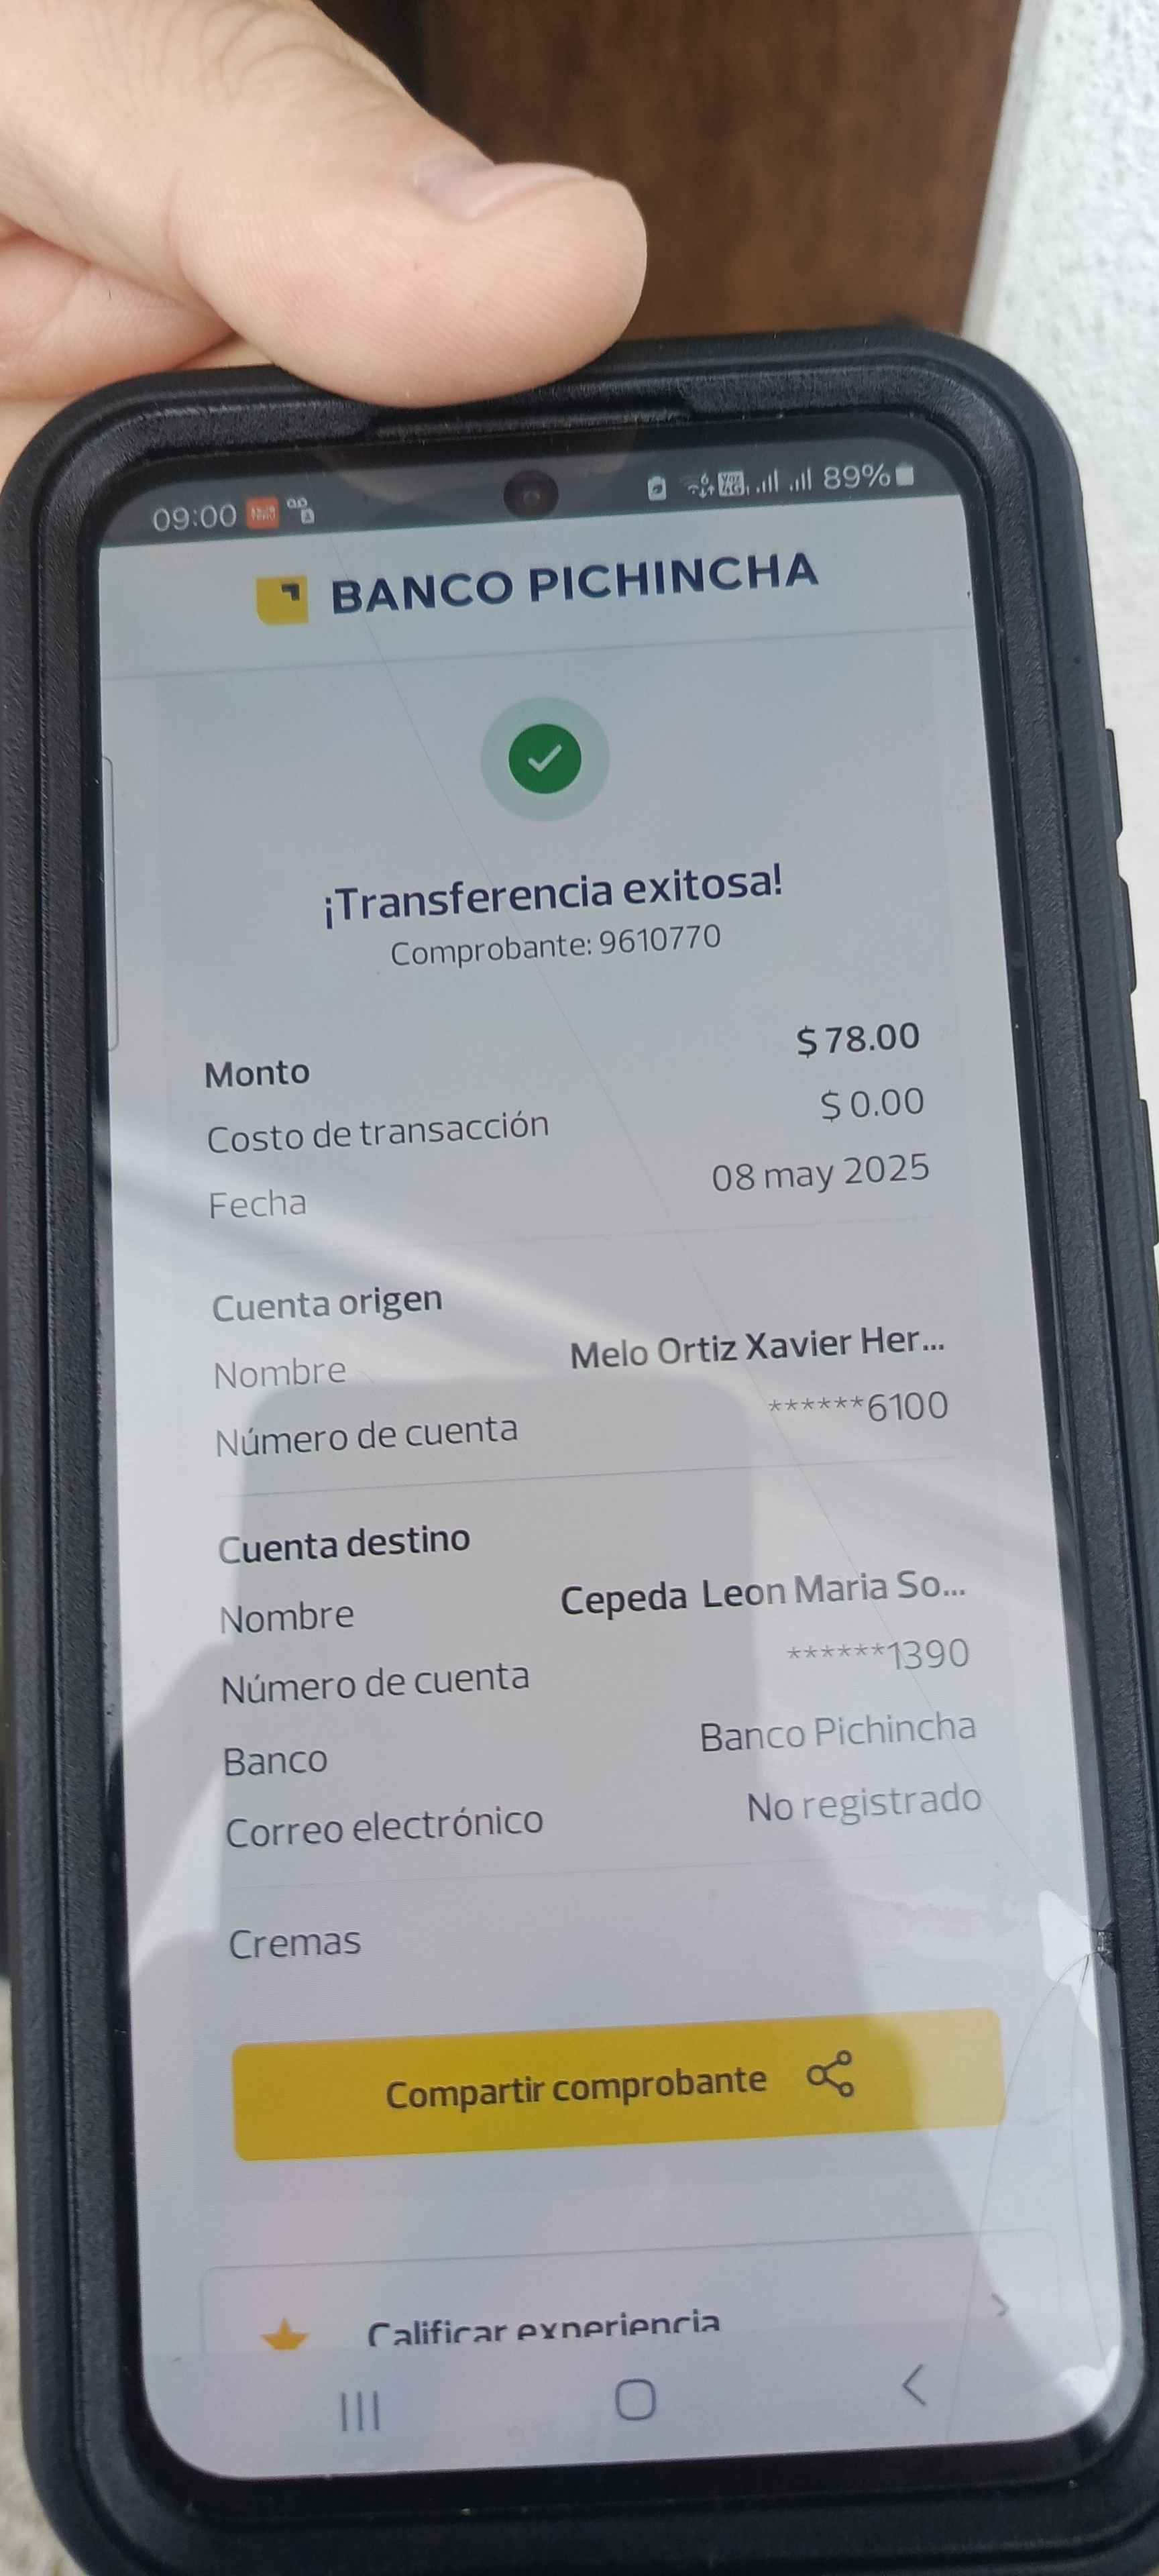 09:00 89%
BANCO PICHINCHA
¡Transferencia exitosa!
Comprobante: 9610770
Monto $ 78.00
Costo de transacción $ 0.00
Fecha 08 may 2025
Cuenta origen
Nombre Melo Ortiz Xavier Her...
Número de cuenta ******6100
Cuenta destino
Nombre Cepeda Leon Maria So...
Número de cuenta ******1390
Banco Banco Pichincha
Correo electrónico No registrado
Cremas
Compartir comprobante
Calificar experiencia